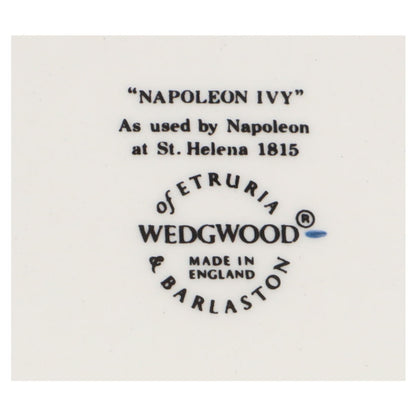 "NAPOLEON IVY"
As used by Napoleon
at St. Helena 1815
of ETRURIA
WEDGWOOD®
MADE IN
ENGLAND
& BARLASTON